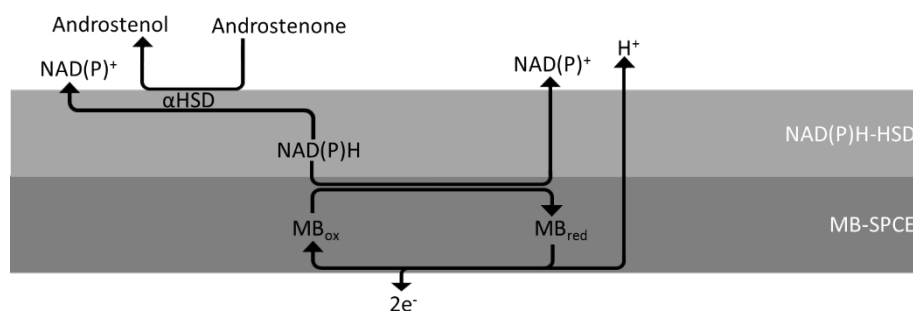 Androstenol Androstenone
H⁺
NAD(P)⁺ NAD(P)⁺
αHSD
NAD(P)H-HSD
NAD(P)H
MB-SPCE
MBox MBred
2e⁻